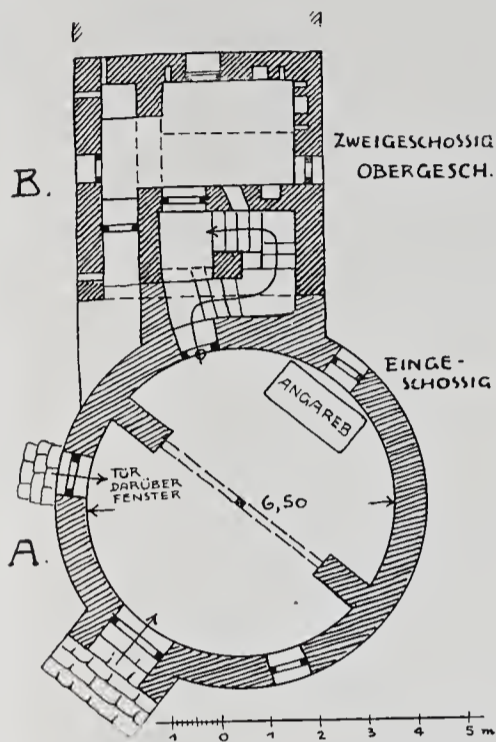 B.
ZWEIGESCHOSSIG
OBERGESCH.
EINGE-
SCHOSSIG
ANGAREB
TÜR
DARÜBER
FENSTER
6,50
A.
1 0 1 2 3 4 5 m